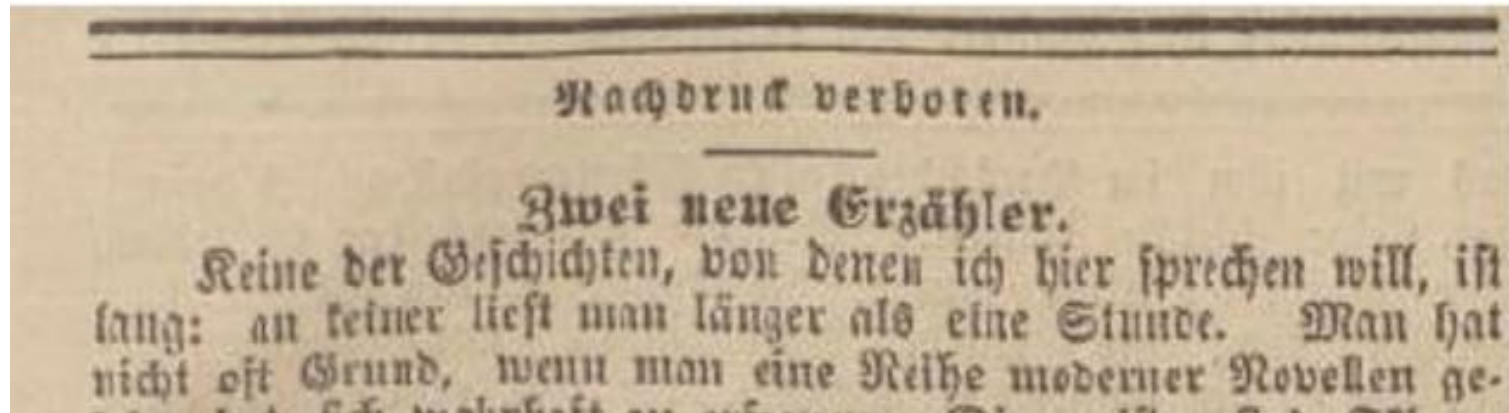 Nachdruck verboten.
Zwei neue Erzähler.
Keine der Geschichten, von denen ich hier sprechen will, ist
lang: an keiner liest man länger als eine Stunde. Man hat
nicht oft Grund, wenn man eine Reihe moderner Novellen ge-